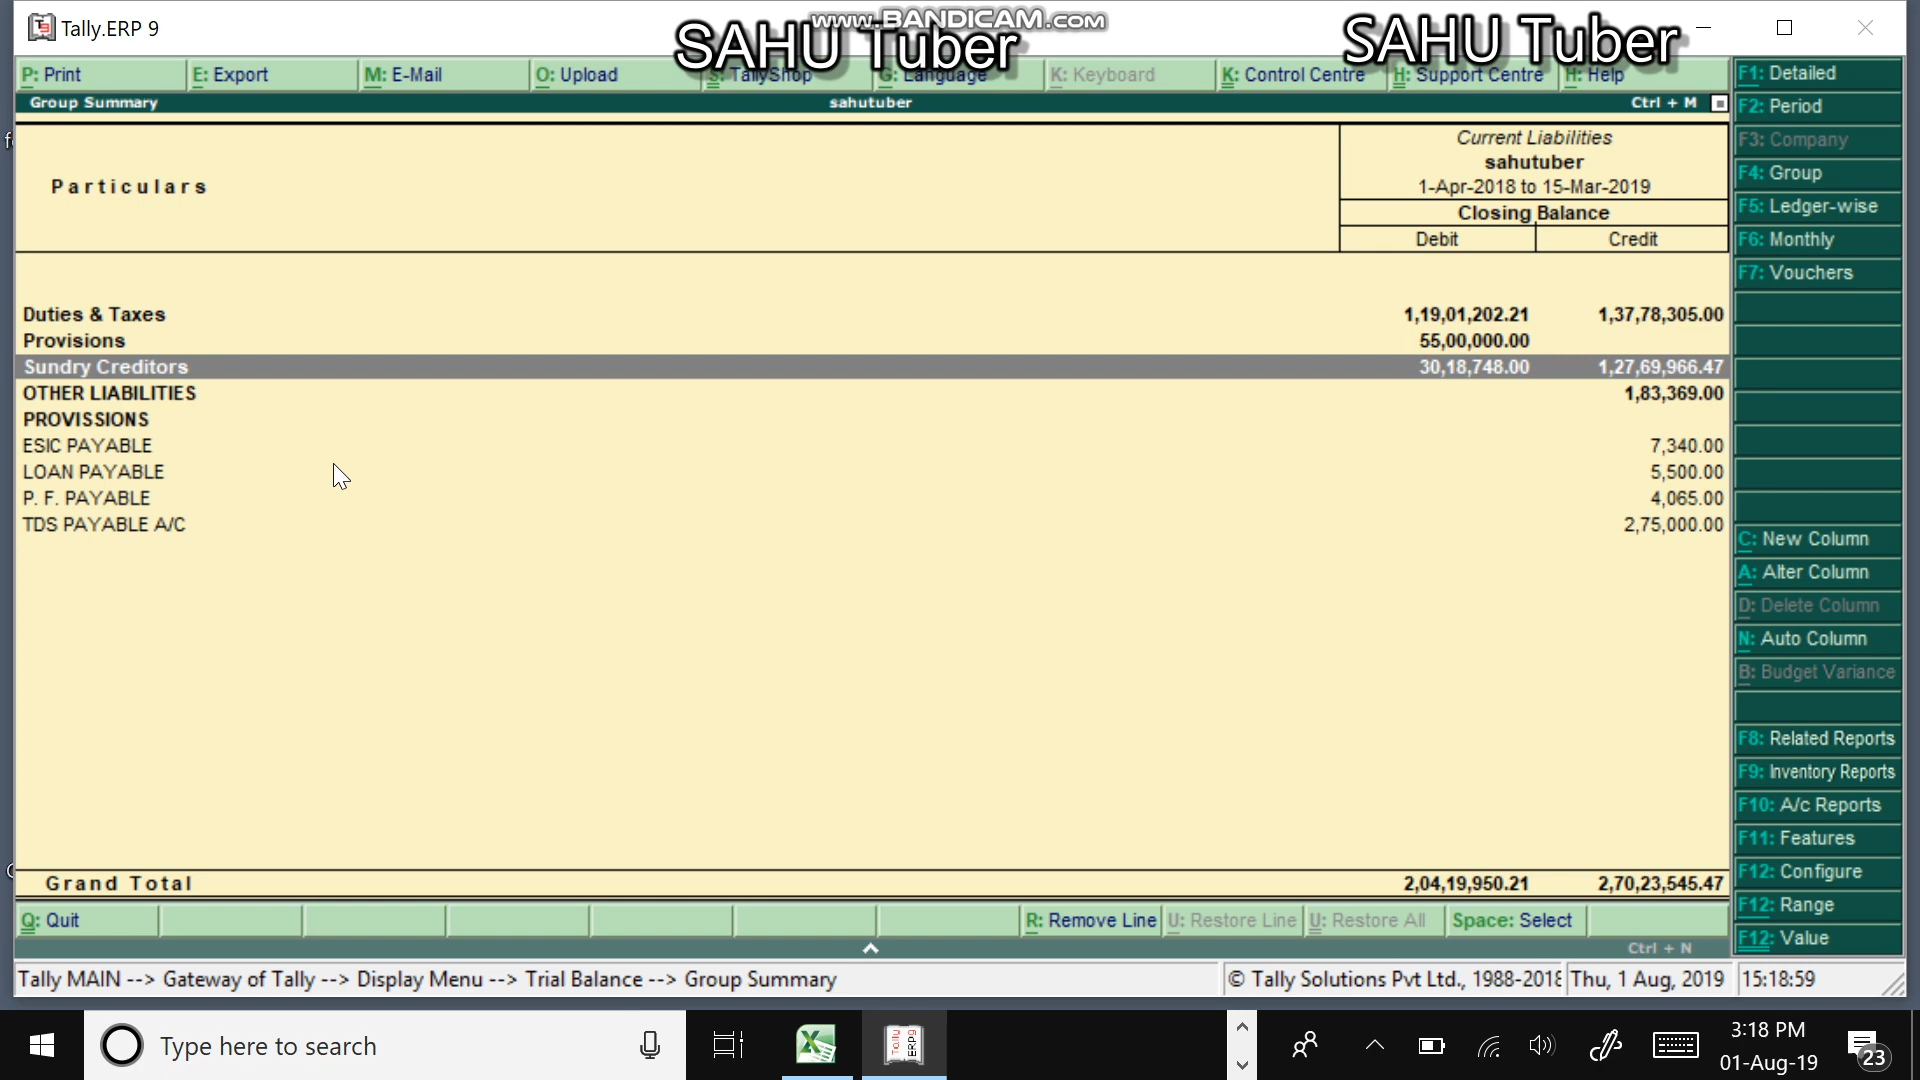 www.BANDICAM.com
SAHU Tuber
SAHU Tuber
Tally.ERP 9
P: Print
E: Export
M: E-Mail
O: Upload
S: TallyShop
G: Language
K: Keyboard
K: Control Centre
H: Support Centre
H: Help
Group Summary
sahutuber
Ctrl + M
Particulars
Current Liabilities
sahutuber
1-Apr-2018 to 15-Mar-2019
Closing Balance
Debit Credit
Duties & Taxes 1,19,01,202.21 1,37,78,305.00
Provisions 55,00,000.00
Sundry Creditors 30,18,748.00 1,27,69,966.47
OTHER LIABILITIES 1,83,369.00
PROVISSIONS
ESIC PAYABLE 7,340.00
LOAN PAYABLE 5,500.00
P. F. PAYABLE 4,065.00
TDS PAYABLE A/C 2,75,000.00
Grand Total 2,04,19,950.21 2,70,23,545.47
F1: Detailed
F2: Period
F3: Company
F4: Group
F5: Ledger-wise
F6: Monthly
F7: Vouchers
C: New Column
A: Alter Column
D: Delete Column
N: Auto Column
B: Budget Variance
F8: Related Reports
F9: Inventory Reports
F10: A/c Reports
F11: Features
F12: Configure
F12: Range
F12: Value
Q: Quit
R: Remove Line
U: Restore Line
U: Restore All
Space: Select
Ctrl + N
Tally MAIN --> Gateway of Tally --> Display Menu --> Trial Balance --> Group Summary
© Tally Solutions Pvt Ltd., 1988-2018
Thu, 1 Aug, 2019
15:18:59
Type here to search
3:18 PM
01-Aug-19
23